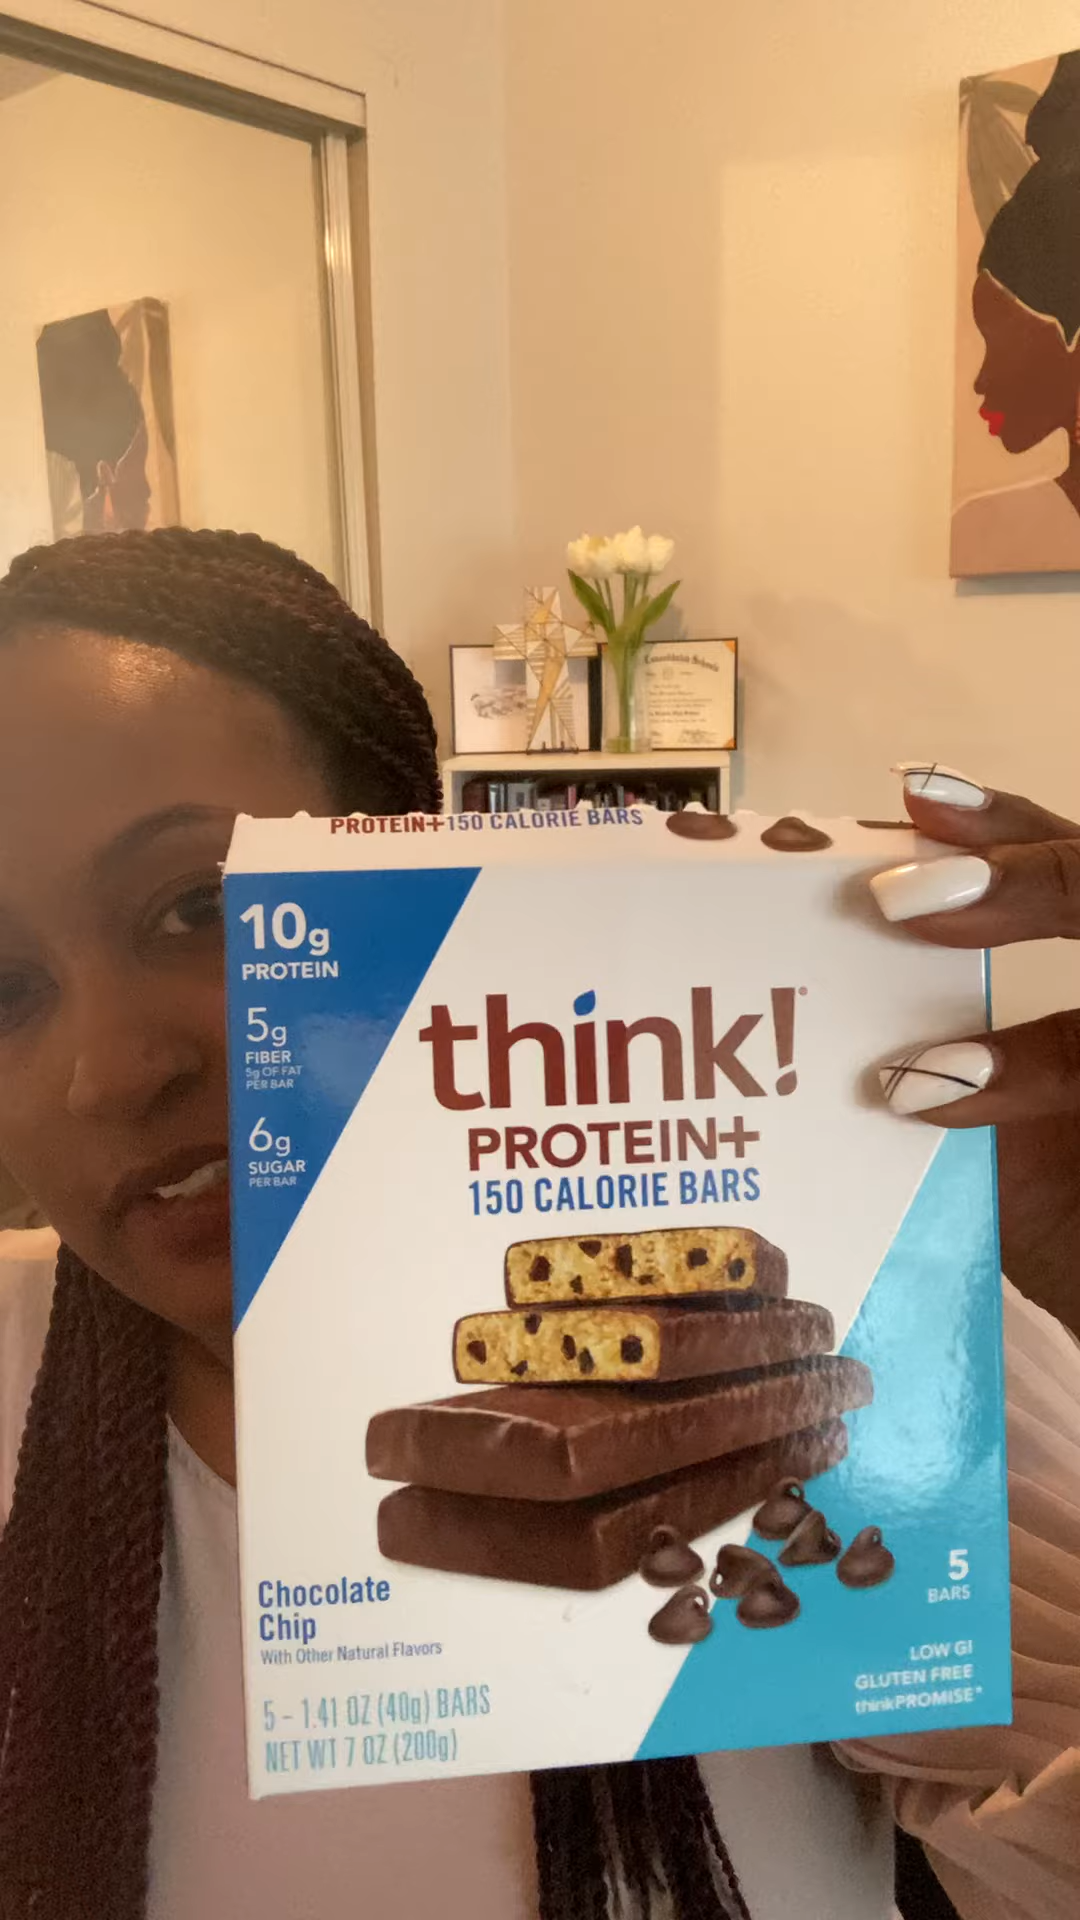 Consolidated Schools
PROTEIN+150 CALORIE BARS
10g
PROTEIN
5g
FIBER
5g OF FAT
PER BAR
6g
SUGAR
PER BAR
think!
PROTEIN+
150 CALORIE BARS
Chocolate
Chip
With Other Natural Flavors
5 – 1.41 OZ (40g) BARS
NET WT 7 OZ (200g)
5
BARS
LOW GI
GLUTEN FREE
thinkPROMISE*